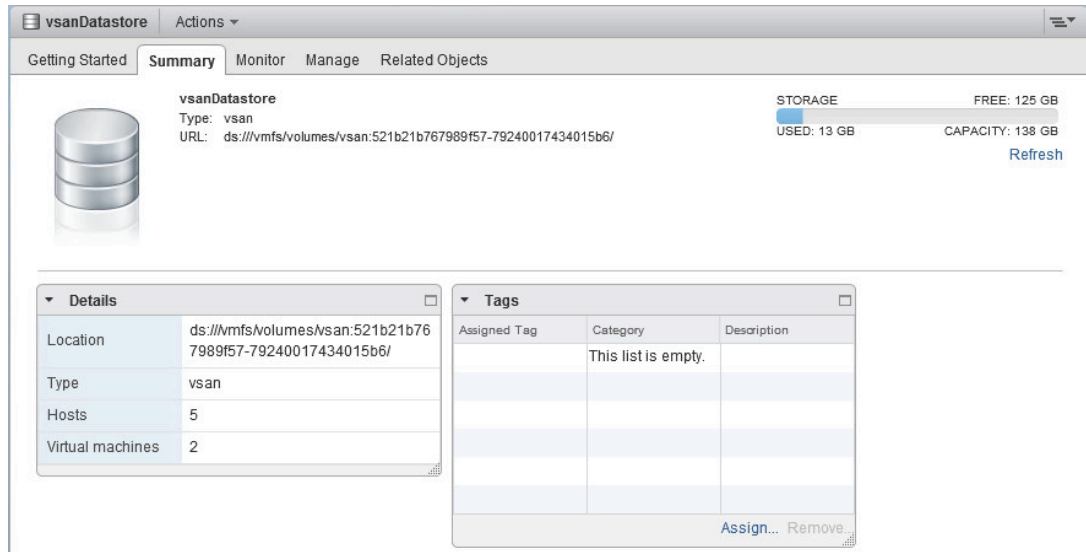 vsanDatastore Actions
Getting Started Summary Monitor Manage Related Objects
vsanDatastore
Type: vsan
URL: ds:///vmfs/volumes/vsan:521b21b767989f57-79240017434015b6/
STORAGE FREE: 125 GB
USED: 13 GB CAPACITY: 138 GB
Refresh
Details
Location ds:///vmfs/volumes/vsan:521b21b76
7989f57-79240017434015b6/
Type vsan
Hosts 5
Virtual machines 2
Tags
Assigned Tag Category Description
This list is empty.
Assign... Remove...